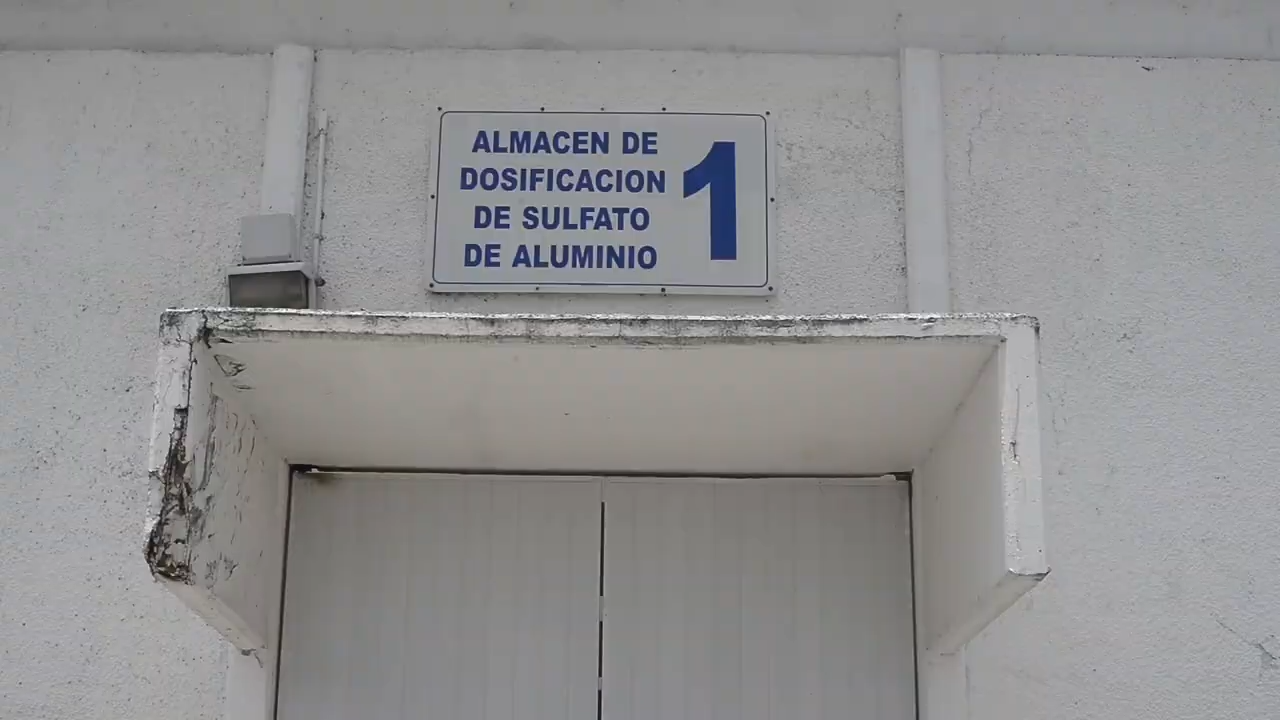 ALMACEN DE
DOSIFICACION
DE SULFATO
DE ALUMINIO
1